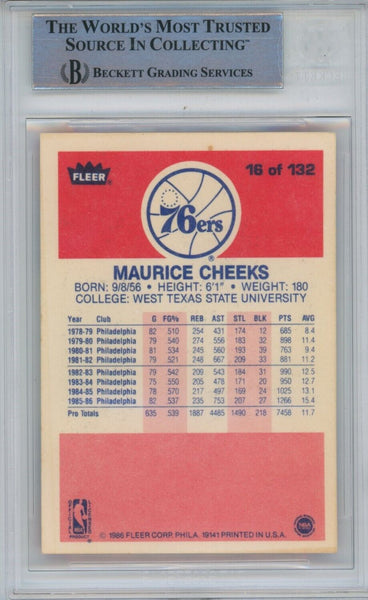 THE WORLD'S MOST TRUSTED
SOURCE IN COLLECTING™
B BECKETT GRADING SERVICES
FLEER
16 of 132
76ers
®
MAURICE CHEEKS
BORN: 9/8/56 • HEIGHT: 6'1" • WEIGHT: 180
COLLEGE: WEST TEXAS STATE UNIVERSITY
Year Club G FG% REB AST STL BLK PTS AVG
1978-79 Philadelphia 82 .510 254 431 174 12 685 8.4
1979-80 Philadelphia 79 .540 274 556 183 32 898 11.4
1980-81 Philadelphia 81 .534 245 560 193 39 763 9.4
1981-82 Philadelphia 79 .521 248 667 209 33 881 11.2
1982-83 Philadelphia 79 .542 209 543 184 31 990 12.5
1983-84 Philadelphia 75 .550 205 478 171 20 950 12.7
1984-85 Philadelphia 78 .570 217 497 169 24 1025 13.1
1985-86 Philadelphia 82 .537 235 753 207 27 1266 15.4
Pro Totals 635 .539 1887 4485 1490 218 7458 11.7
NBA
© 1986 FLEER CORP. PHILA. 19141 PRINTED IN U.S.A.